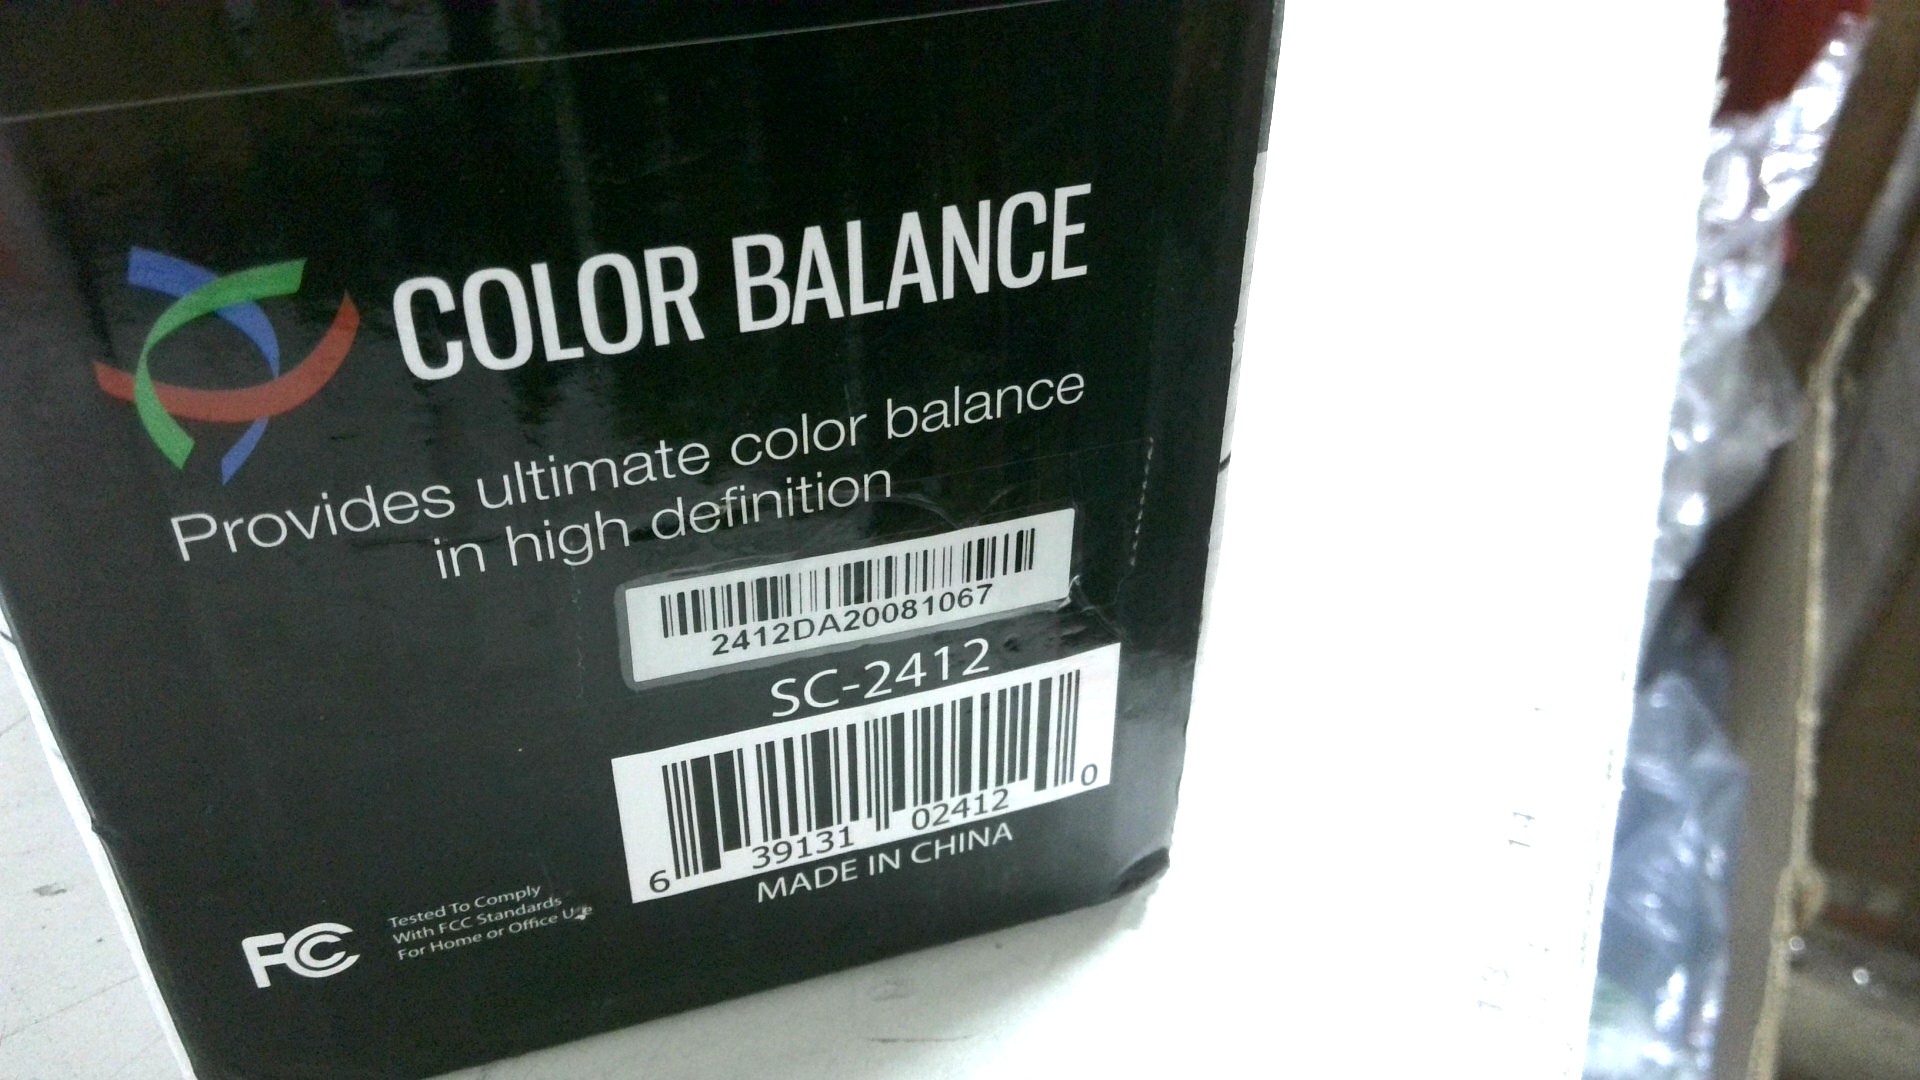 COLOR BALANCE
Provides ultimate color balance
in high definition
2412DA20081067
SC-2412
6 39131 02412 0
MADE IN CHINA
FC
Tested To Comply
With FCC Standards
For Home or Office Use